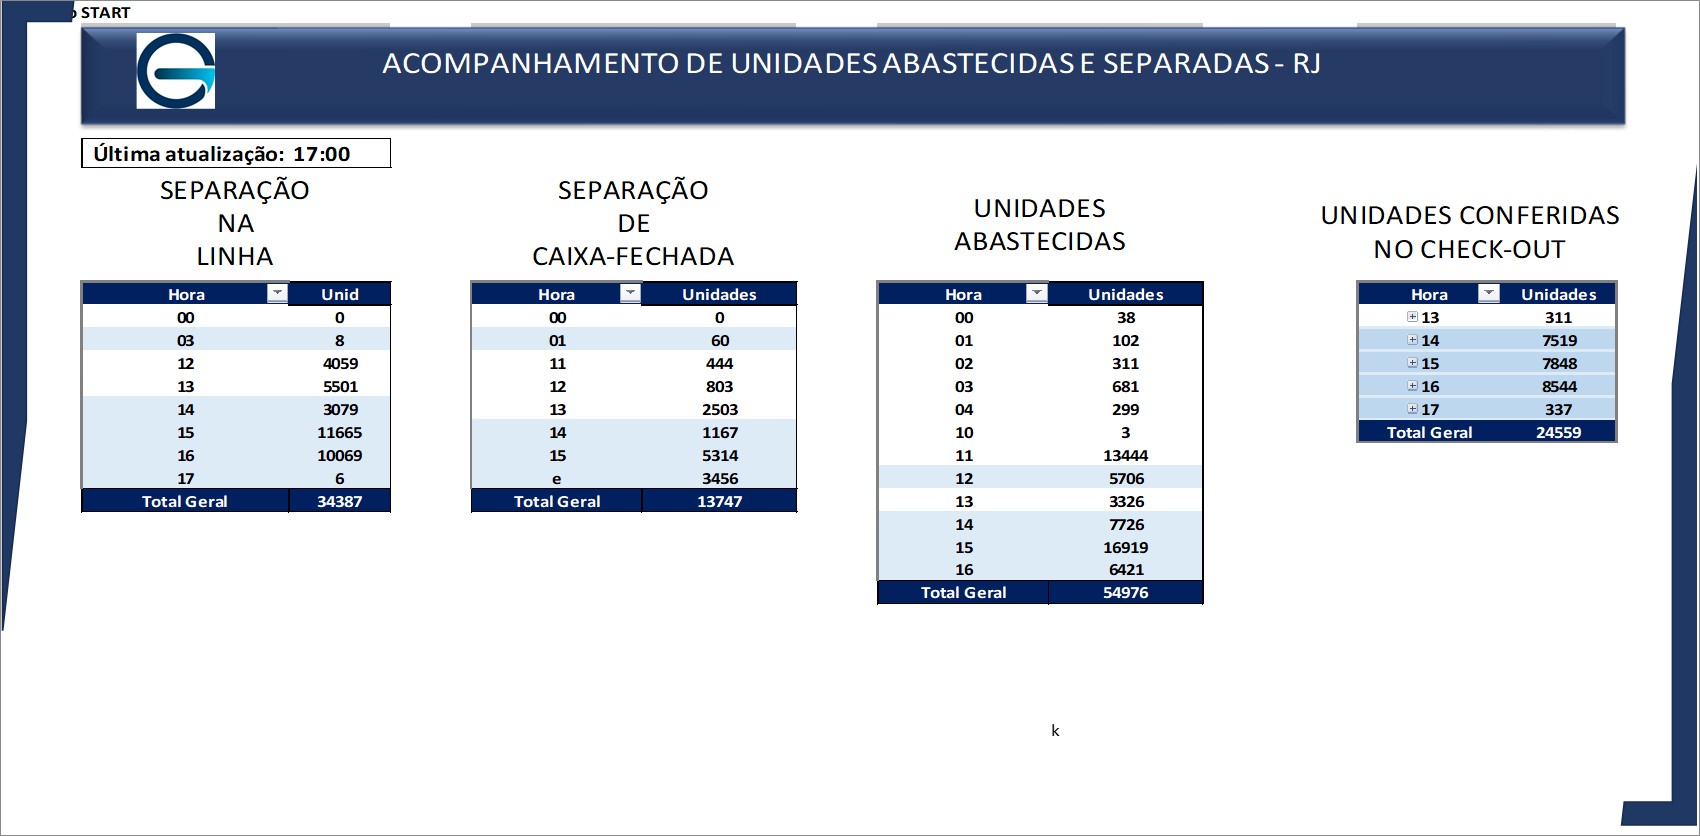 START
ACOMPANHAMENTO DE UNIDADES ABASTECIDAS E SEPARADAS - RJ
Última atualização: 17:00
SEPARAÇÃO
NA
LINHA
Hora Unid
00 0
03 8
12 4059
13 5501
14 3079
15 11665
16 10069
17 6
Total Geral 34387
SEPARAÇÃO
DE
CAIXA-FECHADA
Hora Unidades
00 0
01 60
11 444
12 803
13 2503
14 1167
15 5314
e 3456
Total Geral 13747
UNIDADES
ABASTECIDAS
Hora Unidades
00 38
01 102
02 311
03 681
04 299
10 3
11 13444
12 5706
13 3326
14 7726
15 16919
16 6421
Total Geral 54976
UNIDADES CONFERIDAS
NO CHECK-OUT
Hora Unidades
13 311
14 7519
15 7848
16 8544
17 337
Total Geral 24559
k